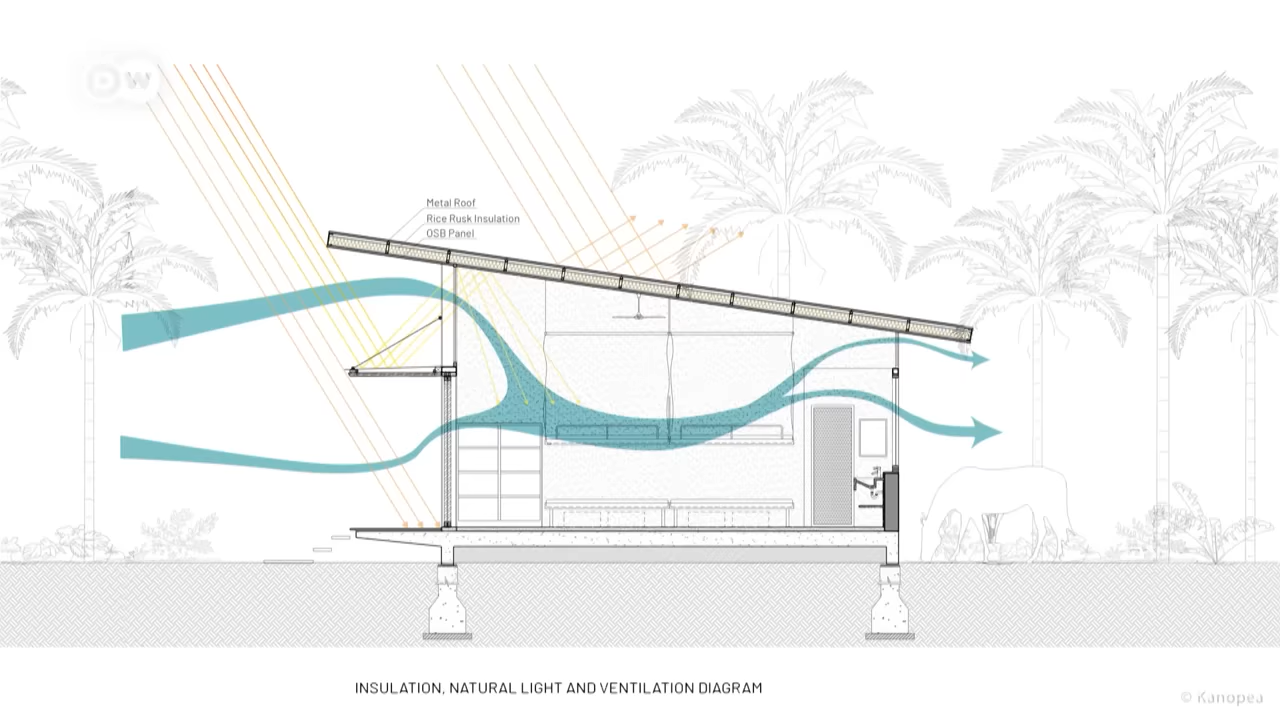 DW
Metal Roof
Rice Rusk Insulation
OSB Panel
INSULATION, NATURAL LIGHT AND VENTILATION DIAGRAM
© Kanopea